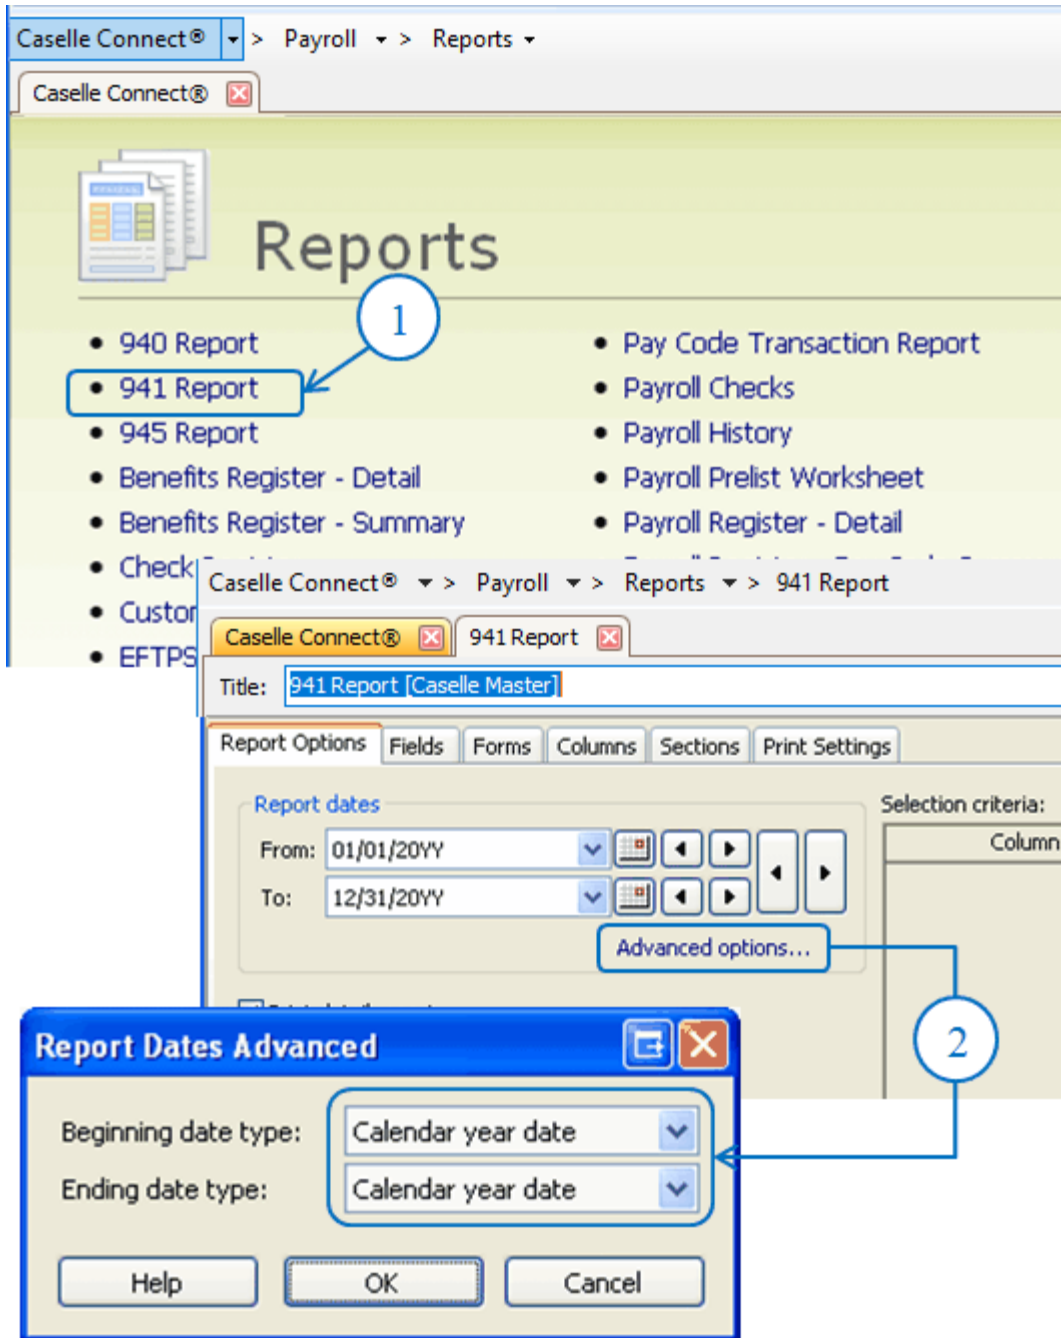 Caselle Connect® > Payroll > Reports
Caselle Connect®
Reports
1
940 Report
941 Report
945 Report
Benefits Register - Detail
Benefits Register - Summary
Check
Custor
EFTPS
Pay Code Transaction Report
Payroll Checks
Payroll History
Payroll Prelist Worksheet
Payroll Register - Detail
Caselle Connect® > Payroll > Reports > 941 Report
Caselle Connect® 941 Report
Title: 941 Report [Caselle Master]
Report Options Fields Forms Columns Sections Print Settings
Report dates
From: 01/01/20YY
To: 12/31/20YY
Advanced options...
Selection criteria:
Column
2
Report Dates Advanced
Beginning date type: Calendar year date
Ending date type: Calendar year date
Help OK Cancel